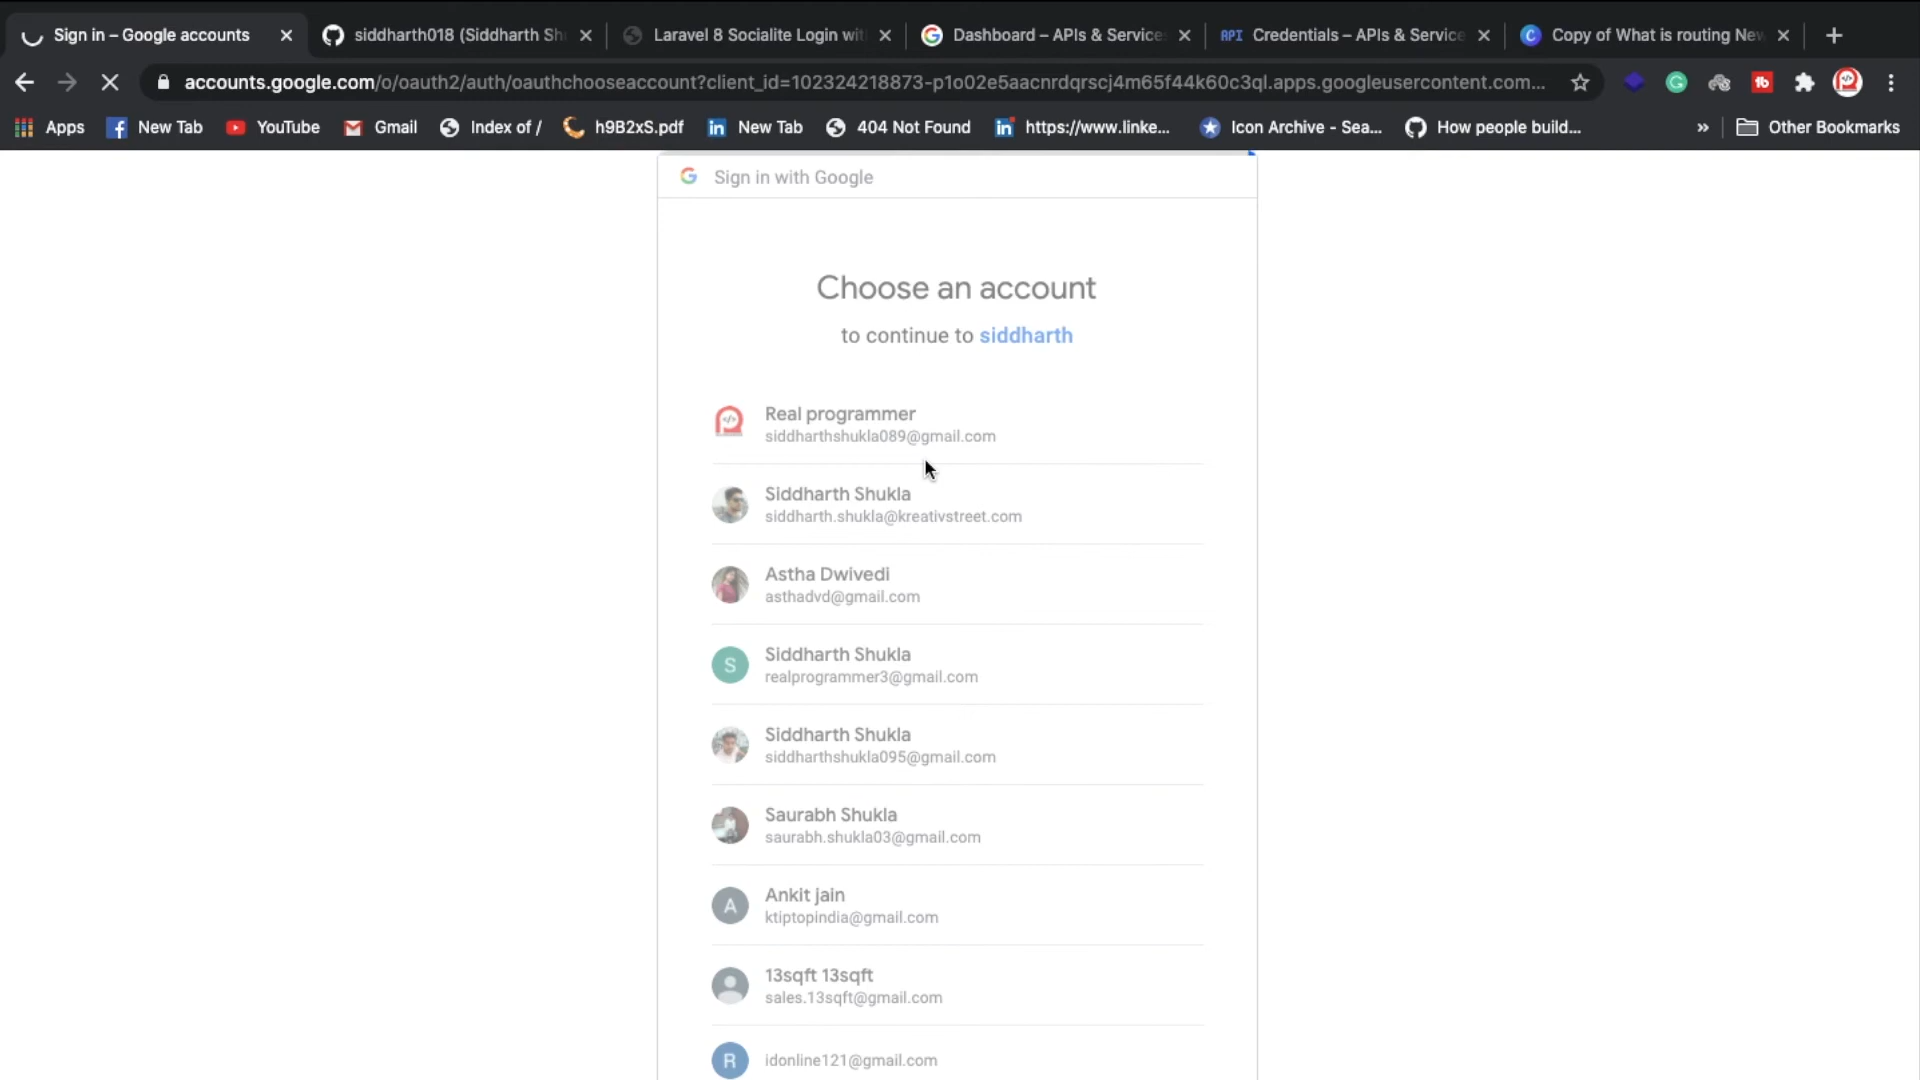 Sign in – Google accounts
siddharth018 (Siddharth Sh
Laravel 8 Socialite Login wit
Dashboard – APIs & Service
API
Credentials – APIs & Service
C
Copy of What is routing Nev
accounts.google.com/o/oauth2/auth/oauthchooseaccount?client_id=102324218873-p1o02e5aacnrdqrscj4m65f44k60c3ql.apps.googleusercontent.com...
Apps
New Tab
YouTube
Gmail
Index of /
h9B2xS.pdf
New Tab
404 Not Found
https://www.linke...
Icon Archive - Sea...
How people build...
»
Other Bookmarks
Sign in with Google
Choose an account
to continue to siddharth
Real programmer
siddharthshukla089@gmail.com
Siddharth Shukla
siddharth.shukla@kreativstreet.com
Astha Dwivedi
asthadvd@gmail.com
S
Siddharth Shukla
realprogrammer3@gmail.com
Siddharth Shukla
siddharthshukla095@gmail.com
Saurabh Shukla
saurabh.shukla03@gmail.com
A
Ankit jain
ktiptopindia@gmail.com
13sqft 13sqft
sales.13sqft@gmail.com
R
idonline121@gmail.com